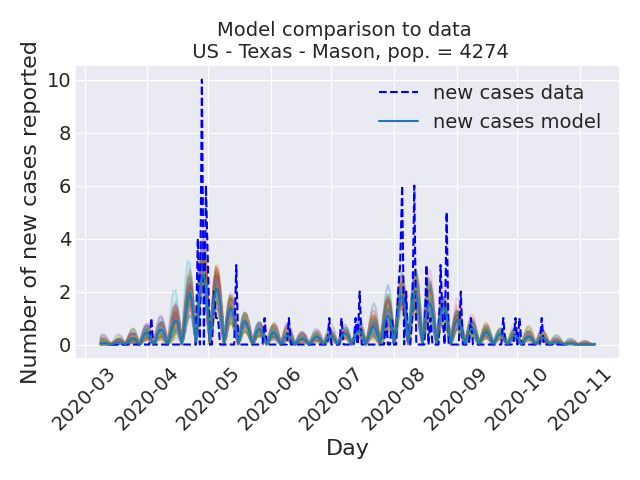 Model comparison to data
US - Texas - Mason, pop. = 4274
new cases data
new cases model
Number of new cases reported
10
8
6
4
2
0
2020-03
2020-04
2020-05
2020-06
2020-07
2020-08
2020-09
2020-10
2020-11
Day